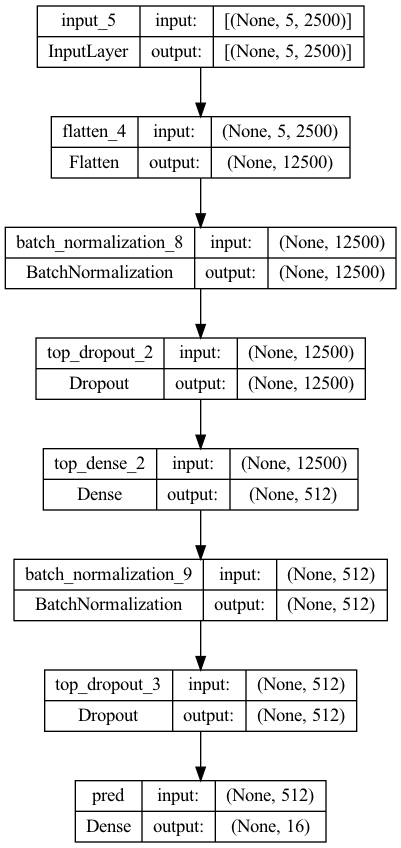 input_5 input: [(None, 5, 2500)]
InputLayer output: [(None, 5, 2500)]
flatten_4 input: (None, 5, 2500)
Flatten output: (None, 12500)
batch_normalization_8 input: (None, 12500)
BatchNormalization output: (None, 12500)
top_dropout_2 input: (None, 12500)
Dropout output: (None, 12500)
top_dense_2 input: (None, 12500)
Dense output: (None, 512)
batch_normalization_9 input: (None, 512)
BatchNormalization output: (None, 512)
top_dropout_3 input: (None, 512)
Dropout output: (None, 512)
pred input: (None, 512)
Dense output: (None, 16)